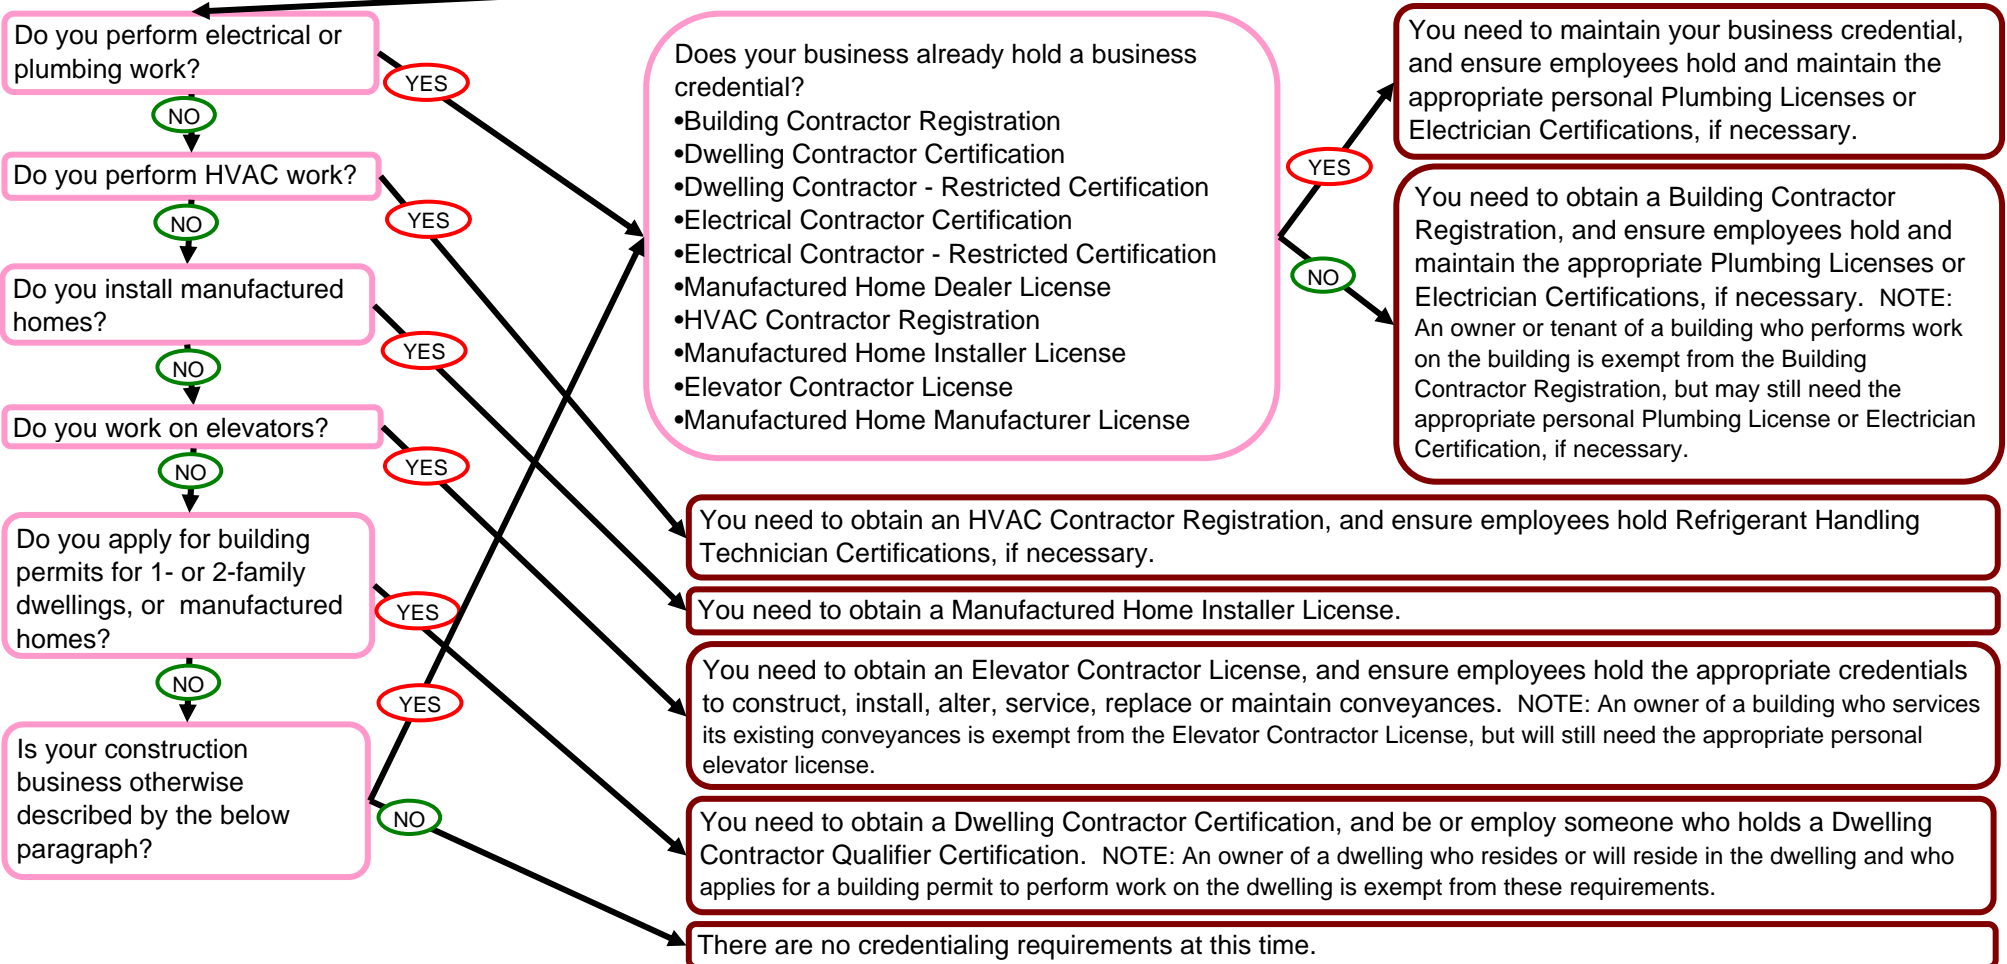 Do you perform electrical or
plumbing work?
YES
NO
Do you perform HVAC work?
YES
NO
Do you install manufactured
homes?
YES
NO
Do you work on elevators?
YES
NO
Do you apply for building
permits for 1- or 2-family
dwellings, or  manufactured
homes?
YES
NO
Is your construction
business otherwise
described by the below
paragraph?
YES
NO
Does your business already hold a business
credential?
•Building Contractor Registration
•Dwelling Contractor Certification
•Dwelling Contractor - Restricted Certification
•Electrical Contractor Certification
•Electrical Contractor - Restricted Certification
•Manufactured Home Dealer License
•HVAC Contractor Registration
•Manufactured Home Installer License
•Elevator Contractor License
•Manufactured Home Manufacturer License
YES
NO
You need to maintain your business credential,
and ensure employees hold and maintain the
appropriate personal Plumbing Licenses or
Electrician Certifications, if necessary.
You need to obtain a Building Contractor
Registration, and ensure employees hold and
maintain the appropriate Plumbing Licenses or
Electrician Certifications, if necessary.  NOTE:
An owner or tenant of a building who performs work
on the building is exempt from the Building
Contractor Registration, but may still need the
appropriate personal Plumbing License or Electrician
Certification, if necessary.
You need to obtain an HVAC Contractor Registration, and ensure employees hold Refrigerant Handling
Technician Certifications, if necessary.
You need to obtain a Manufactured Home Installer License.
You need to obtain an Elevator Contractor License, and ensure employees hold the appropriate credentials
to construct, install, alter, service, replace or maintain conveyances.  NOTE: An owner of a building who services
its existing conveyances is exempt from the Elevator Contractor License, but will still need the appropriate personal
elevator license.
You need to obtain a Dwelling Contractor Certification, and be or employ someone who holds a Dwelling
Contractor Qualifier Certification.  NOTE: An owner of a dwelling who resides or will reside in the dwelling and who
applies for a building permit to perform work on the dwelling is exempt from these requirements.
There are no credentialing requirements at this time.